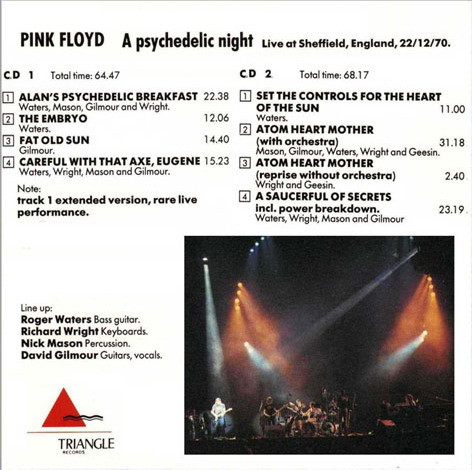 PINK FLOYD A psychedelic night Live at Sheffield, England, 22/12/70.
CD 1 Total time: 64.47
1 ALAN'S PSYCHEDELIC BREAKFAST 22.38
Waters, Mason, Gilmour and Wright.
2 THE EMBRYO 12.06
Waters.
3 FAT OLD SUN 14.40
Gilmour.
4 CAREFUL WITH THAT AXE, EUGENE 15.23
Waters, Wright, Mason and Gilmour.
Note:
track 1 extended version, rare live
performance.
CD 2 Total time: 68.17
1 SET THE CONTROLS FOR THE HEART
OF THE SUN 11.00
Waters.
2 ATOM HEART MOTHER
(with orchestra) 31.18
Mason, Gilmour, Waters, Wright and Geesin.
3 ATOM HEART MOTHER
(reprise without orchestra) 2.40
Wright and Geesin.
4 A SAUCERFUL OF SECRETS
incl. power breakdown. 23.19
Waters, Wright, Mason and Gilmour
Line up:
Roger Waters Bass guitar.
Richard Wright Keyboards.
Nick Mason Percussion.
David Gilmour Guitars, vocals.
TRIANGLE
RECORDS